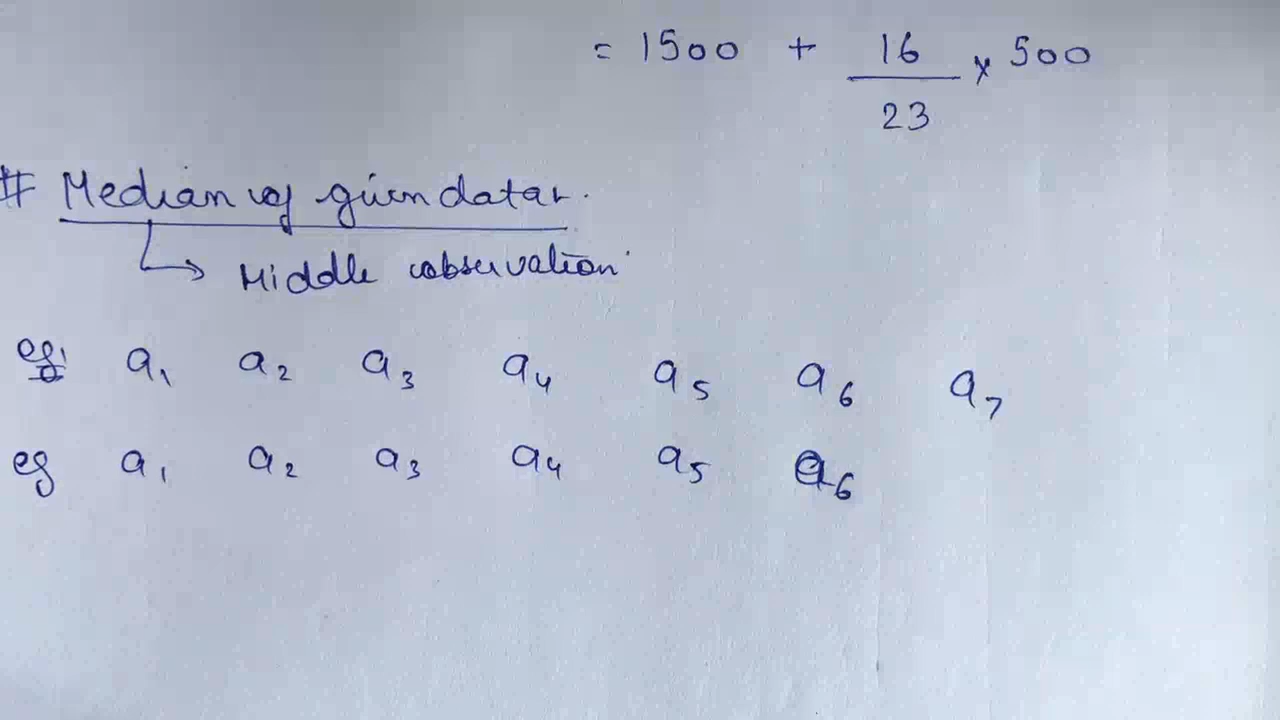 = 1500 + 16/23 × 500
# Median of given data.
↳ Middle observation
eg: a₁ a₂ a₃ a₄ a₅ a₆ a₇
eg a₁ a₂ a₃ a₄ a₅ a₆